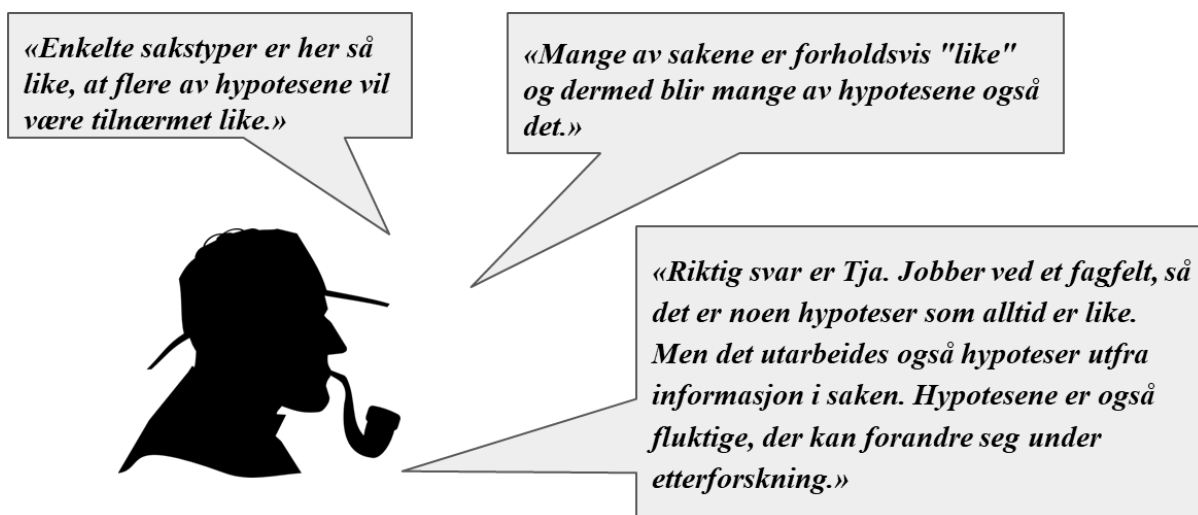 «Enkelte sakstyper er her så
like, at flere av hypotesene vil
være tilnærmet like.»
«Mange av sakene er forholdsvis "like"
og dermed blir mange av hypotesene også
det.»
«Riktig svar er Tja. Jobber ved et fagfelt, så
det er noen hypoteser som alltid er like.
Men det utarbeides også hypoteser utfra
informasjon i saken. Hypotesene er også
fluktige, der kan forandre seg under
etterforskning.»